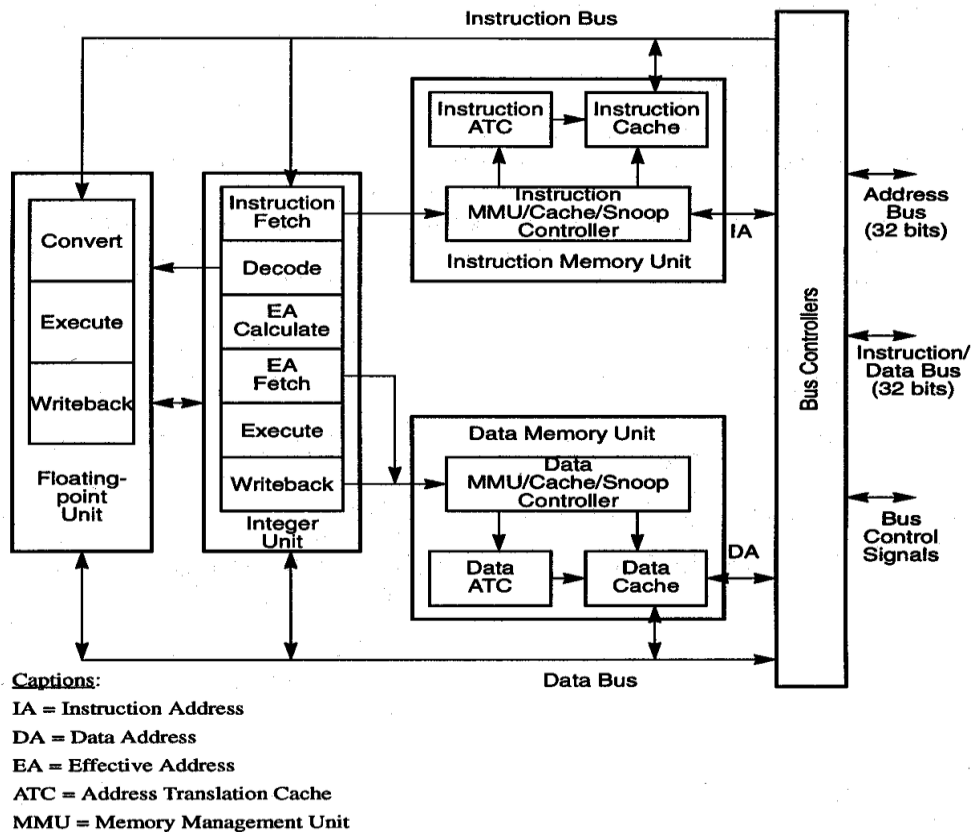 Instruction Bus
Instruction
ATC
Instruction
Cache
Instruction
MMU/Cache/Snoop
Controller
IA
Instruction Memory Unit
Convert
Execute
Writeback
Floating-
point
Unit
Instruction
Fetch
Decode
EA
Calculate
EA
Fetch
Execute
Writeback
Integer
Unit
Data Memory Unit
Data
MMU/Cache/Snoop
Controller
Data
ATC
Data
Cache
DA
Data Bus
Bus Controllers
Address
Bus
(32 bits)
Instruction/
Data Bus
(32 bits)
Bus
Control
Signals
Captions:
IA = Instruction Address
DA = Data Address
EA = Effective Address
ATC = Address Translation Cache
MMU = Memory Management Unit